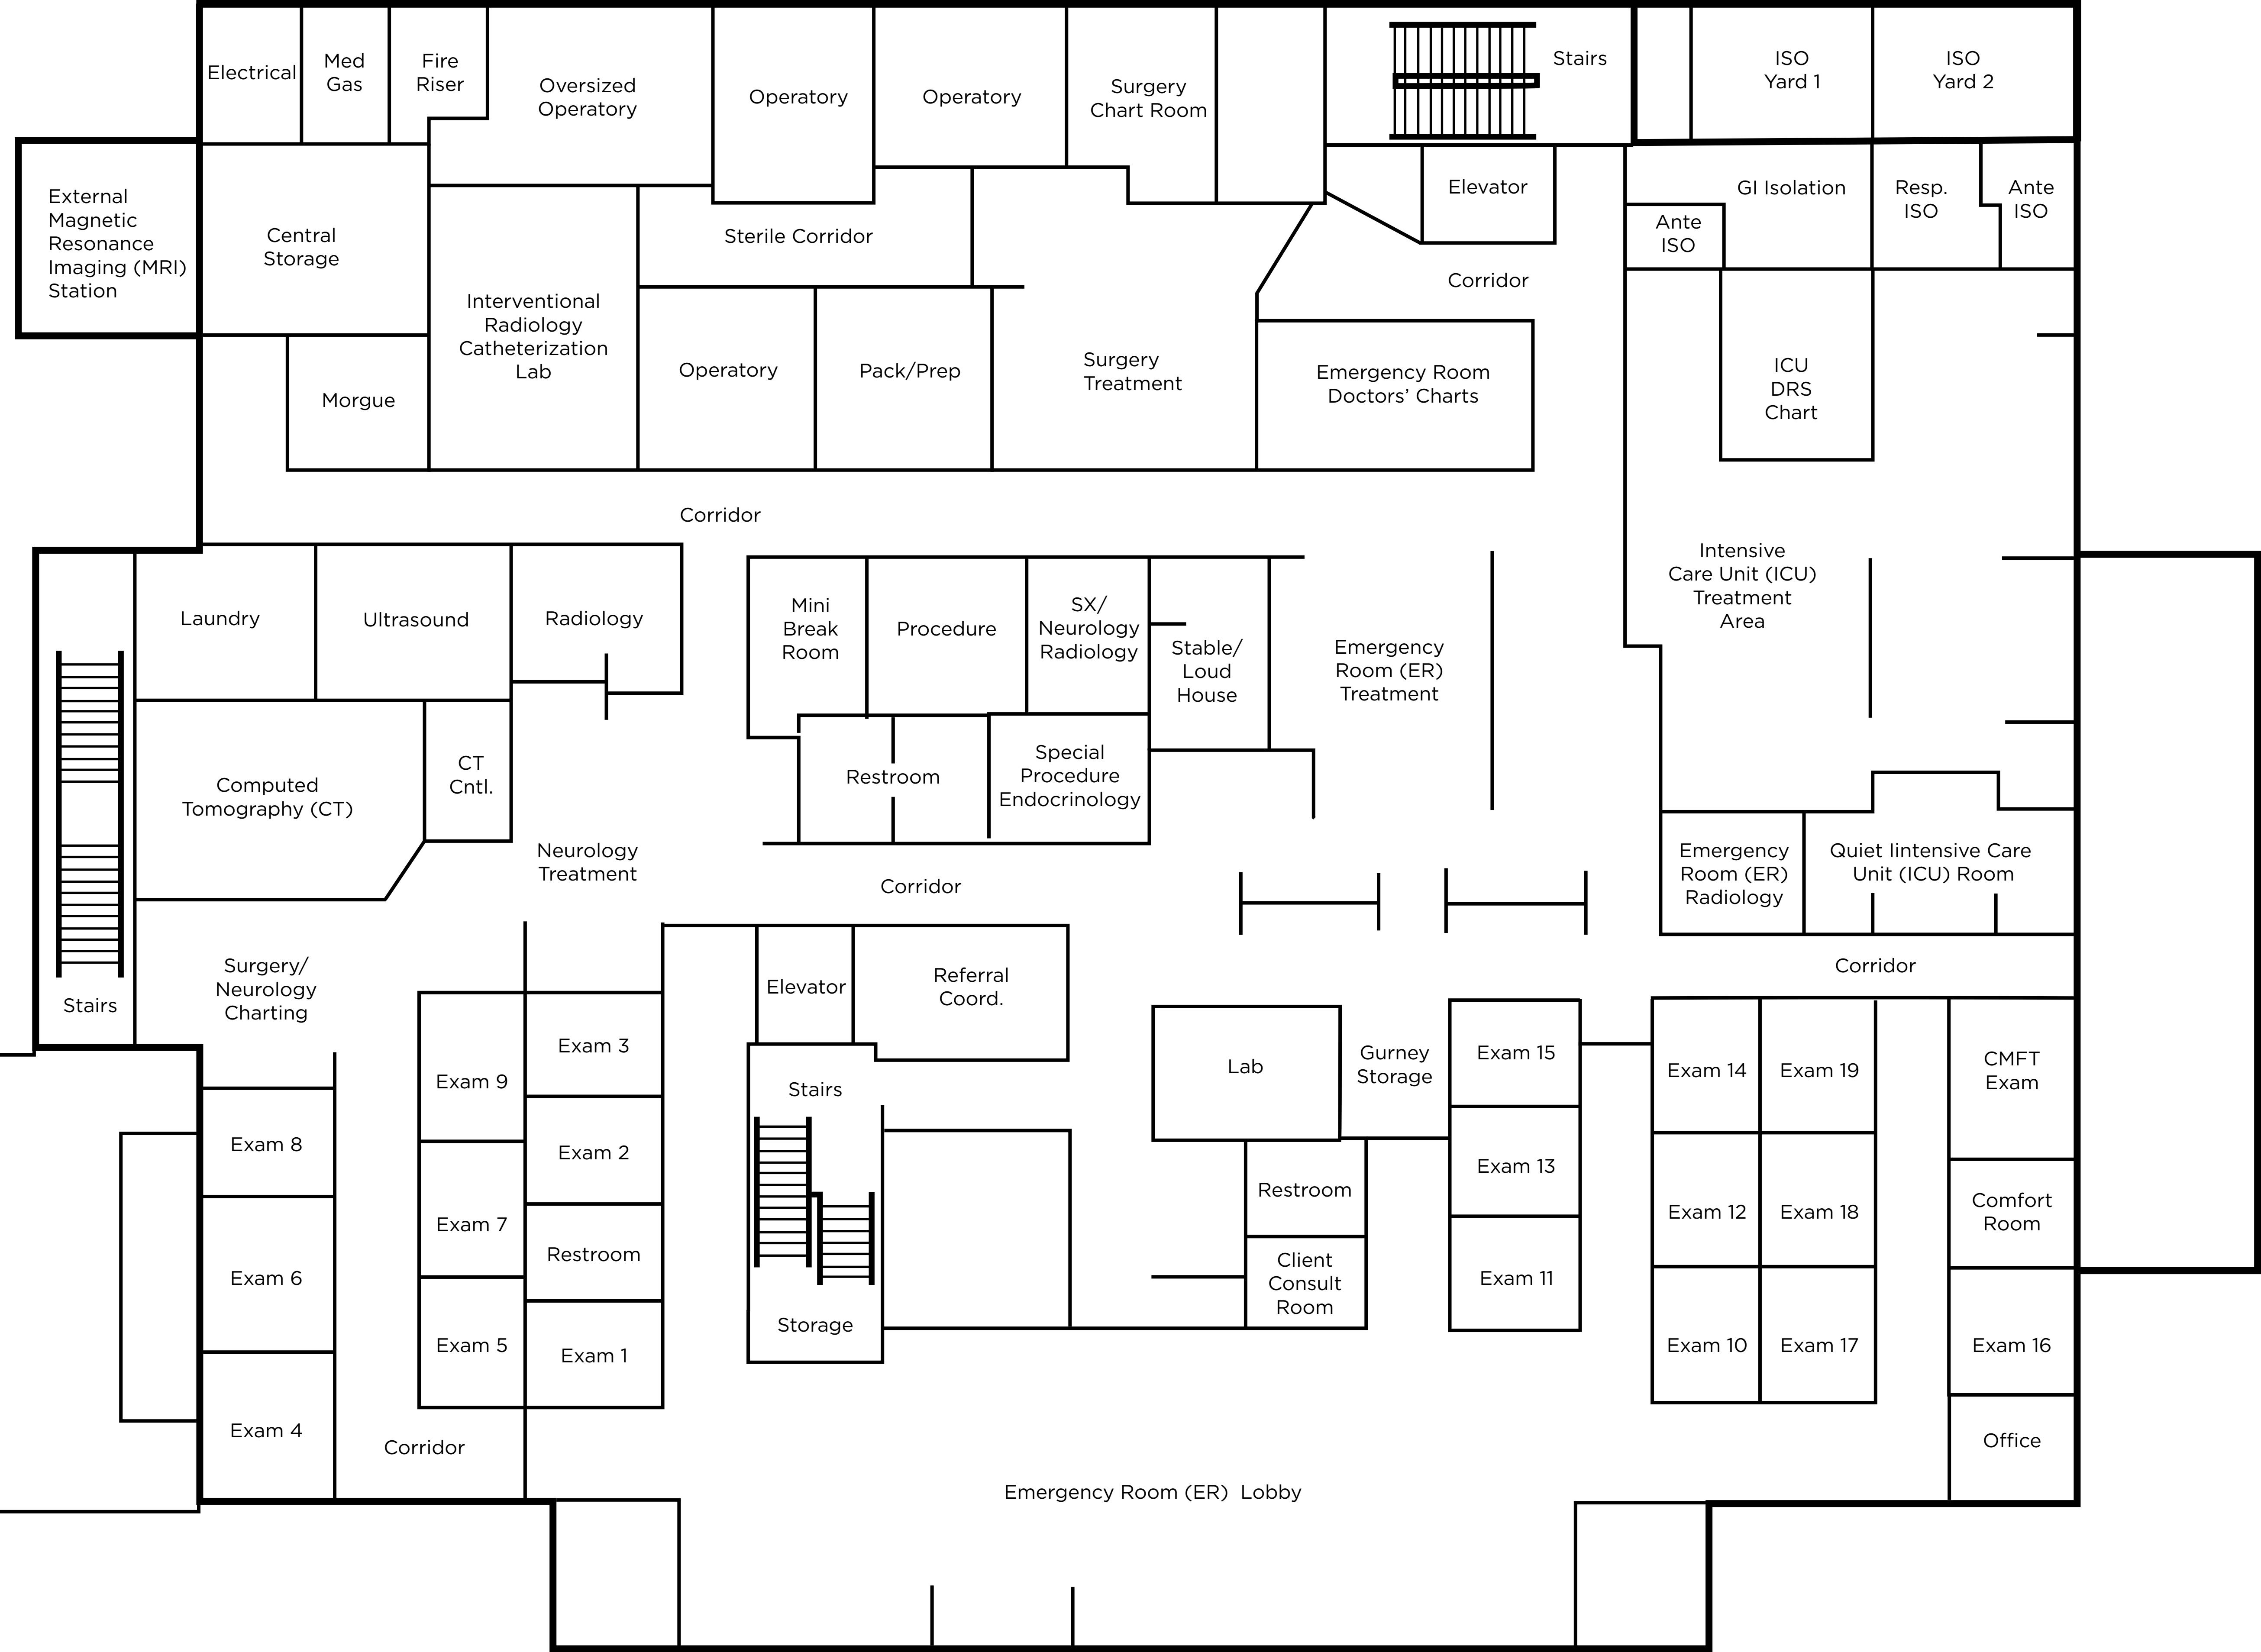 Electrical
Med
Gas
Fire
Riser
Oversized
Operatory
Operatory
Operatory
Surgery
Chart Room
Stairs
ISO
Yard 1
ISO
Yard 2
External
Magnetic
Resonance
Imaging (MRI)
Station
Central
Storage
Sterile Corridor
Elevator
GI Isolation
Resp.
ISO
Ante
ISO
Ante
ISO
Corridor
Interventional
Radiology
Catheterization
Lab
Morgue
Operatory
Pack/Prep
Surgery
Treatment
Emergency Room
Doctors’ Charts
ICU
DRS
Chart
Corridor
Laundry
Ultrasound
Radiology
Mini
Break
Room
Procedure
SX/
Neurology
Radiology
Stable/
Loud
House
Emergency
Room (ER)
Treatment
Intensive
Care Unit (ICU)
Treatment
Area
Computed
Tomography (CT)
CT
Cntl.
Restroom
Special
Procedure
Endocrinology
Neurology
Treatment
Corridor
Emergency
Room (ER)
Radiology
Quiet Iintensive Care
Unit (ICU) Room
Stairs
Surgery/
Neurology
Charting
Elevator
Referral
Coord.
Corridor
Exam 9
Exam 3
Stairs
Lab
Gurney
Storage
Exam 15
Exam 14
Exam 19
CMFT
Exam
Exam 8
Exam 2
Exam 7
Restroom
Restroom
Exam 13
Exam 12
Exam 18
Comfort
Room
Exam 6
Exam 5
Exam 1
Storage
Client
Consult
Room
Exam 11
Exam 10
Exam 17
Exam 16
Exam 4
Corridor
Office
Emergency Room (ER) Lobby